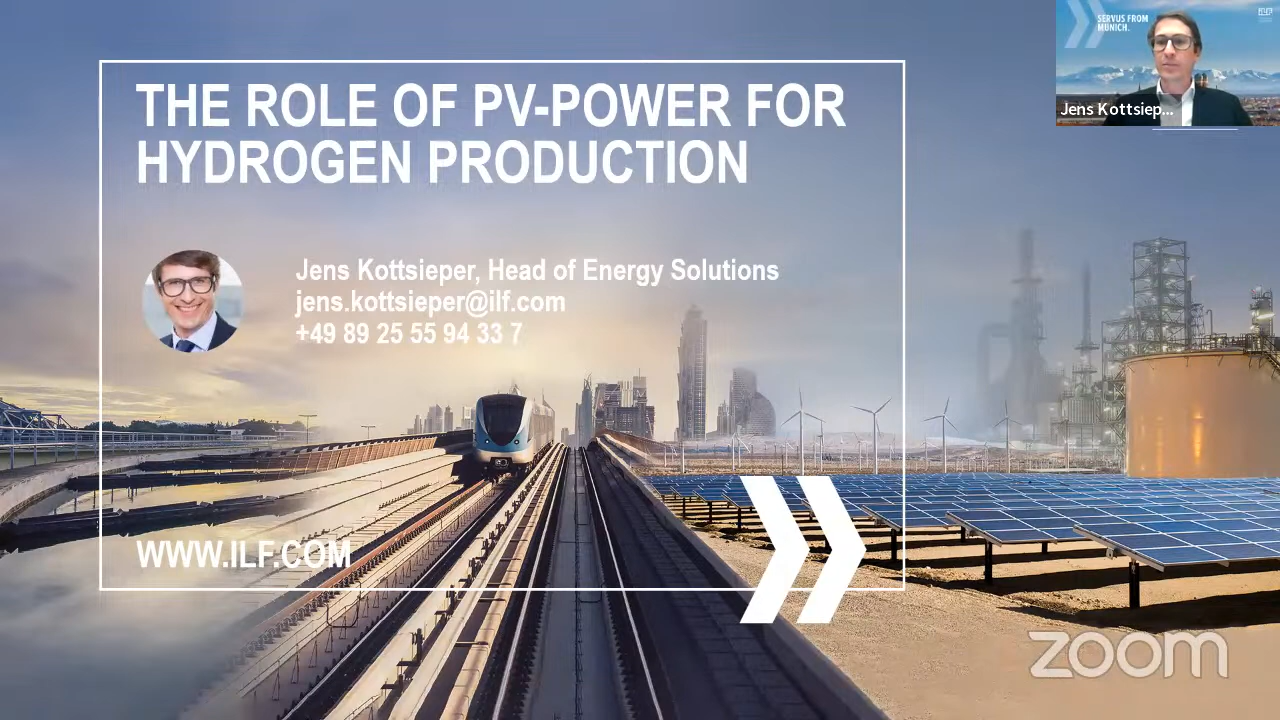 SERVUS FROM
MUNICH.
Jens Kottsiep...
THE ROLE OF PV-POWER FOR
HYDROGEN PRODUCTION
Jens Kottsieper, Head of Energy Solutions
jens.kottsieper@ilf.com
+49 89 25 55 94 33 7
WWW.ILF.COM
zoom